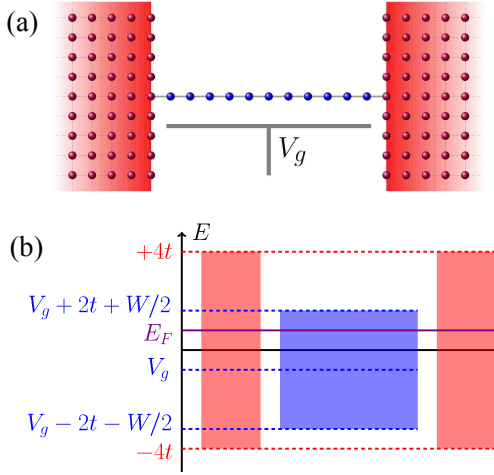 (a)
V_g
(b)
E
+4t
V_g + 2t + W/2
E_F
V_g
V_g − 2t − W/2
−4t